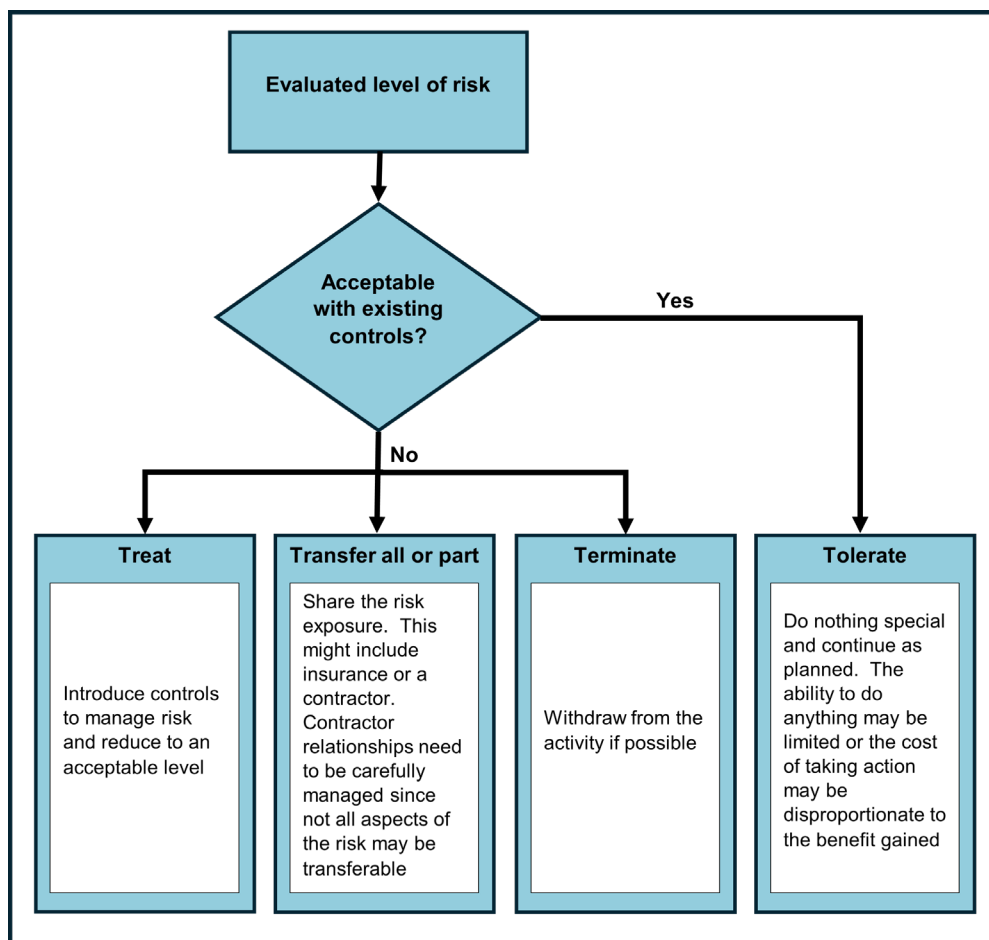 Evaluated level of risk
Acceptable
with existing
controls?
Yes
No
Treat
Introduce controls
to manage risk
and reduce to an
acceptable level
Transfer all or part
Share the risk
exposure.  This
might include
insurance or a
contractor.
Contractor
relationships need
to be carefully
managed since
not all aspects of
the risk may be
transferable
Terminate
Withdraw from the
activity if possible
Tolerate
Do nothing special
and continue as
planned.  The
ability to do
anything may be
limited or the cost
of taking action
may be
disproportionate to
the benefit gained